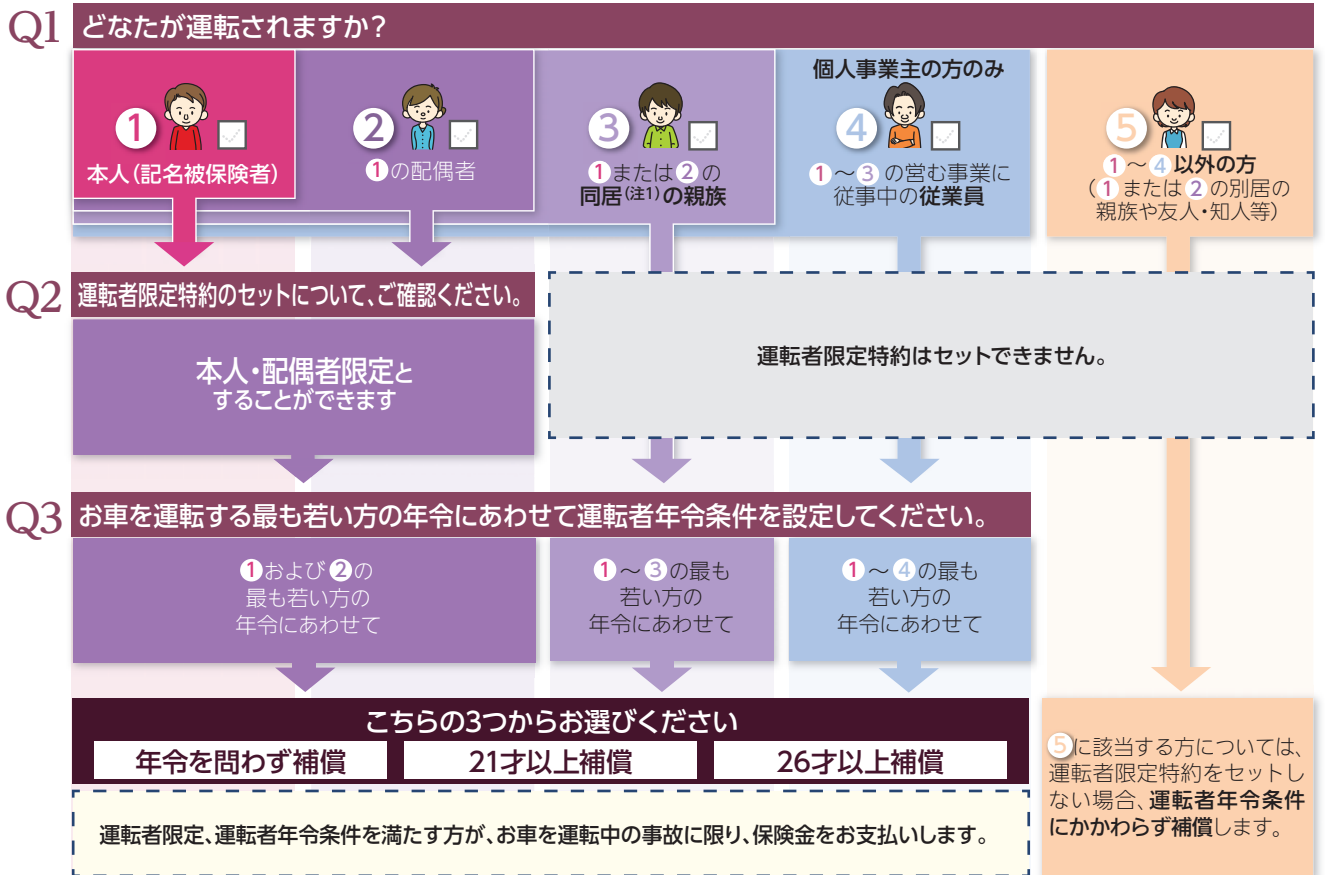 Q1 どなたが運転されますか?
1
本人(記名被保険者)
2
1の配偶者
3
1または2の
同居(注1)の親族
個人事業主の方のみ
4
1~3の営む事業に
従事中の従業員
5
1~4以外の方
(1または2の別居の
親族や友人・知人等)
Q2 運転者限定特約のセットについて、ご確認ください。
本人・配偶者限定と
することができます
運転者限定特約はセットできません。
Q3 お車を運転する最も若い方の年令にあわせて運転者年令条件を設定してください。
1および2の
最も若い方の
年令にあわせて
1~3の最も
若い方の
年令にあわせて
1~4の最も
若い方の
年令にあわせて
こちらの3つからお選びください
年令を問わず補償
21才以上補償
26才以上補償
運転者限定、運転者年令条件を満たす方が、お車を運転中の事故に限り、保険金をお支払いします。
5に該当する方については、
運転者限定特約をセットし
ない場合、運転者年令条件
にかかわらず補償します。